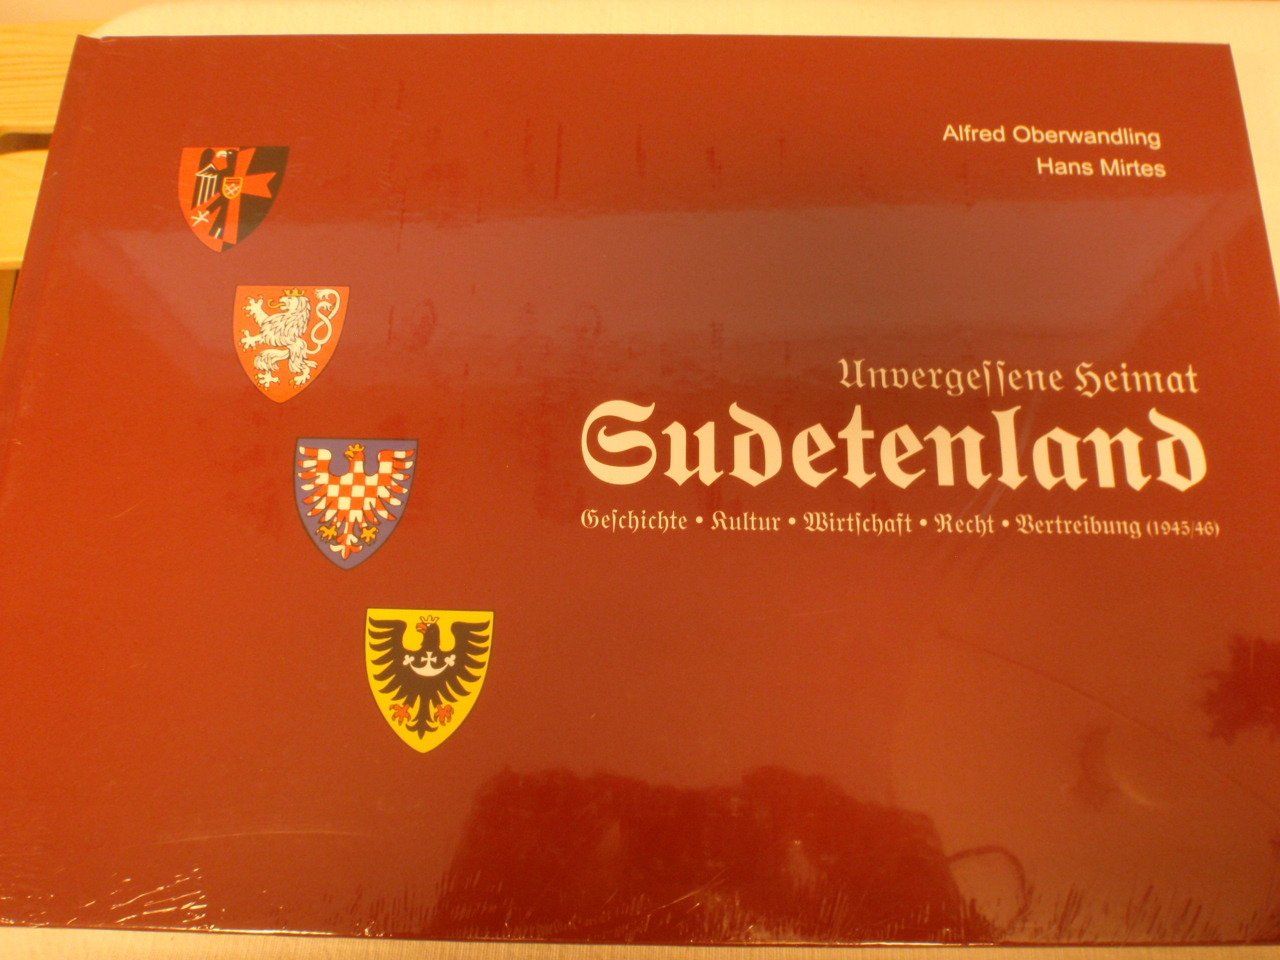 Alfred Oberwandling
Hans Mirtes
Unvergessene Heimat
Sudetenland
Geschichte • Kultur • Wirtschaft • Recht • Vertreibung (1945/46)